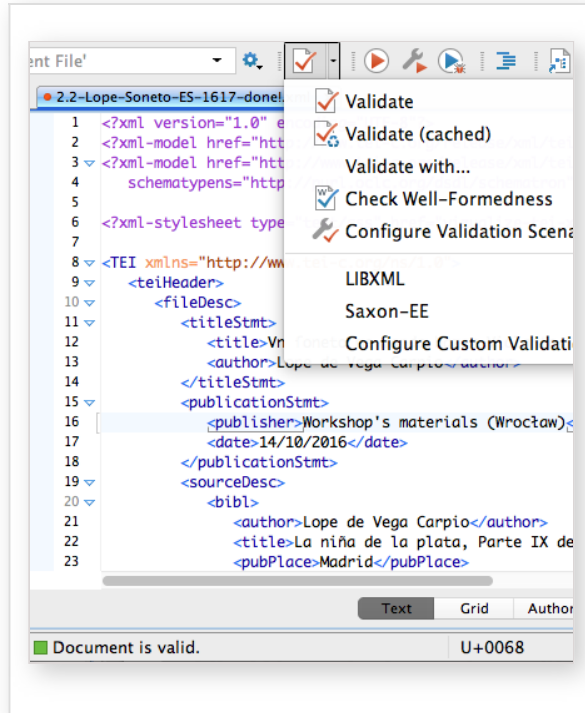 ent File'
2.2-Lope-Soneto-ES-1617-done!
Validate
Validate (cached)
Validate with...
Check Well-Formedness
Configure Validation Scena
LIBXML
Saxon-EE
Configure Custom Validati
1 <?xml version="1.0" e
2 <?xml-model href="htt
3 <?xml-model href="htt
4 schematypens="http
5
6 <?xml-stylesheet type
7
8 <TEI xmlns="http://ww
9 <teiHeader>
10 <fileDesc>
11 <titleStmt>
12 <title>Vn
13 <author>Lope de Vega Carpio</author>
14 </titleStmt>
15 <publicationStmt>
16 <publisher>Workshop's materials (Wrocław)<
17 <date>14/10/2016</date>
18 </publicationStmt>
19 <sourceDesc>
20 <bibl>
21 <author>Lope de Vega Carpio</author>
22 <title>La niña de la plata, Parte IX de
23 <pubPlace>Madrid</pubPlace>
Text Grid Author
Document is valid. U+0068